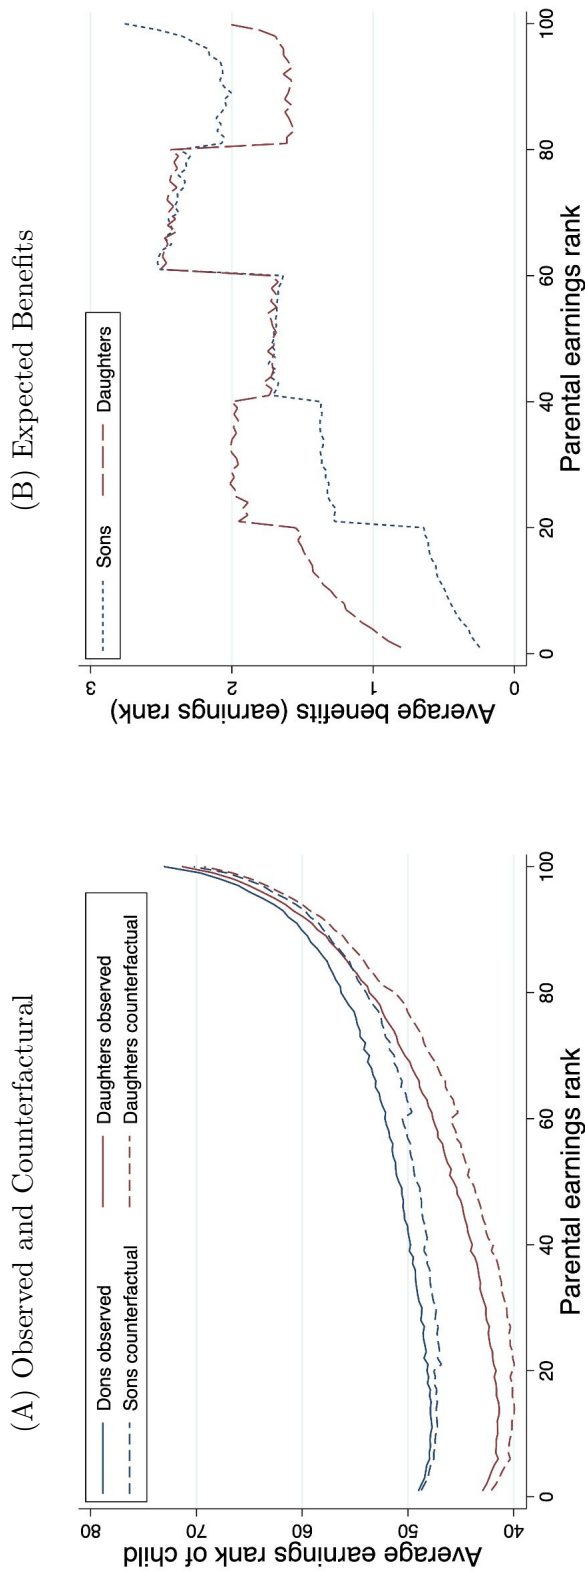 (A) Observed and Counterfactural
Dons observed
Daughters observed
Sons counterfactual
Daughters counterfactual
Average earnings rank of child
80
70
60
50
40
0
20
40
60
80
100
Parental earnings rank
(B) Expected Benefits
Sons
Daughters
Average benefits (earnings rank)
3
2
1
0
0
20
40
60
80
100
Parental earnings rank